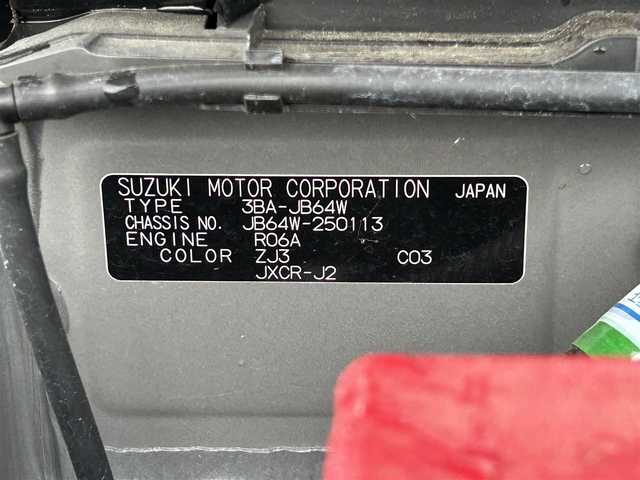 SUZUKI MOTOR CORPORATION JAPAN
TYPE 3BA-JB64W
CHASSIS NO. JB64W-250113
ENGINE R06A
COLOR ZJ3 C03
JXCR-J2